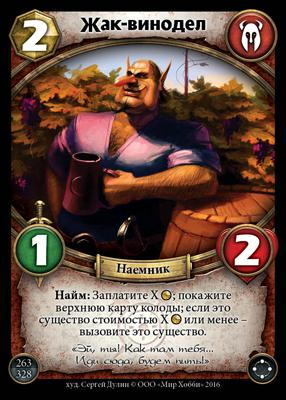 2
Жак-винодел
1
2
Наемник
Найм: Заплатите X ; покажите
верхнюю карту колоды; если это
существо стоимостью X или менее –
вызовите это существо.
«Эй, ты! Как там тебя...
Иди сюда, будем пить!»
263
328
худ. Сергей Дулин © ООО «Мир Хобби» 2016